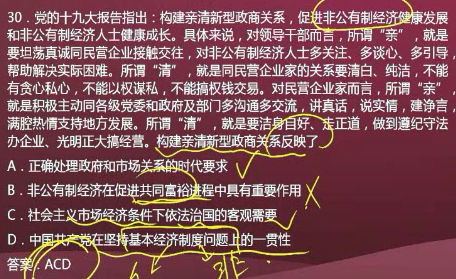 30．党的十九大报告指出：构建亲清新型政商关系，促进非公有制经济健康发展
和非公有制经济人士健康成长。具体来说，对领导干部而言，所谓“亲”，就是
要坦荡真诚同民营企业接触交往，对非公有制经济人士多关注、多谈心、多引导，
帮助解决实际困难。所谓“清”，就是同民营企业家的关系要清白、纯洁，不能
有贪心私心，不能以权谋私，不能搞权钱交易。对民营企业家而言，所谓“亲”，
就是积极主动同各级党委和政府及部门多沟通多交流，讲真话，说实情，建诤言，
满腔热情支持地方发展。所谓“清”，就是要洁身自好、走正道，做到遵纪守法
办企业、光明正大搞经营。构建亲清新型政商关系反映了
A．正确处理政府和市场关系的时代要求
B．非公有制经济在促进共同富裕进程中具有重要作用
C．社会主义市场经济条件下依法治国的客观需要
D．中国共产党在坚持基本经济制度问题上的一贯性
答案：ACD